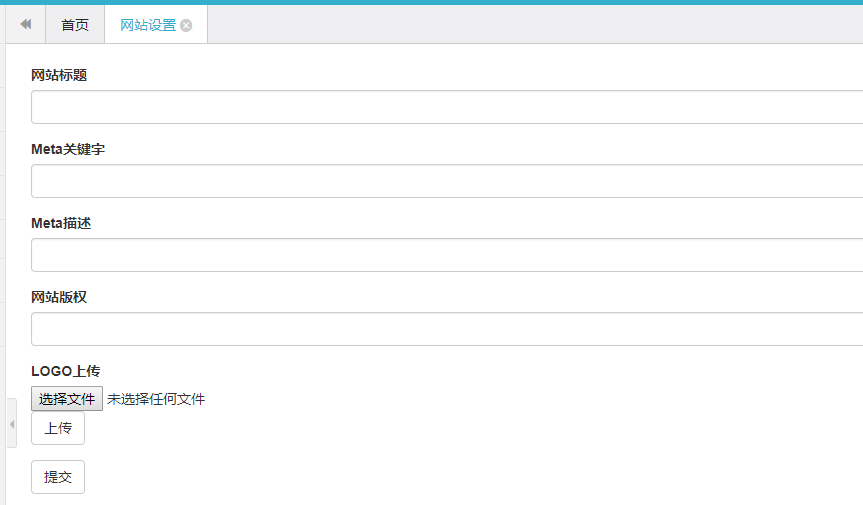 首页 网站设置
网站标题
Meta关键字
Meta描述
网站版权
LOGO上传
选择文件 未选择任何文件
上传
提交